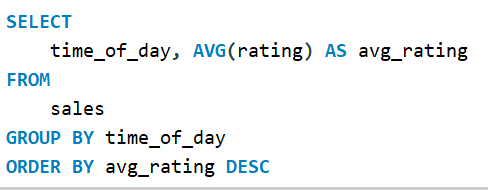 SELECT
time_of_day, AVG(rating) AS avg_rating
FROM
sales
GROUP BY time_of_day
ORDER BY avg_rating DESC